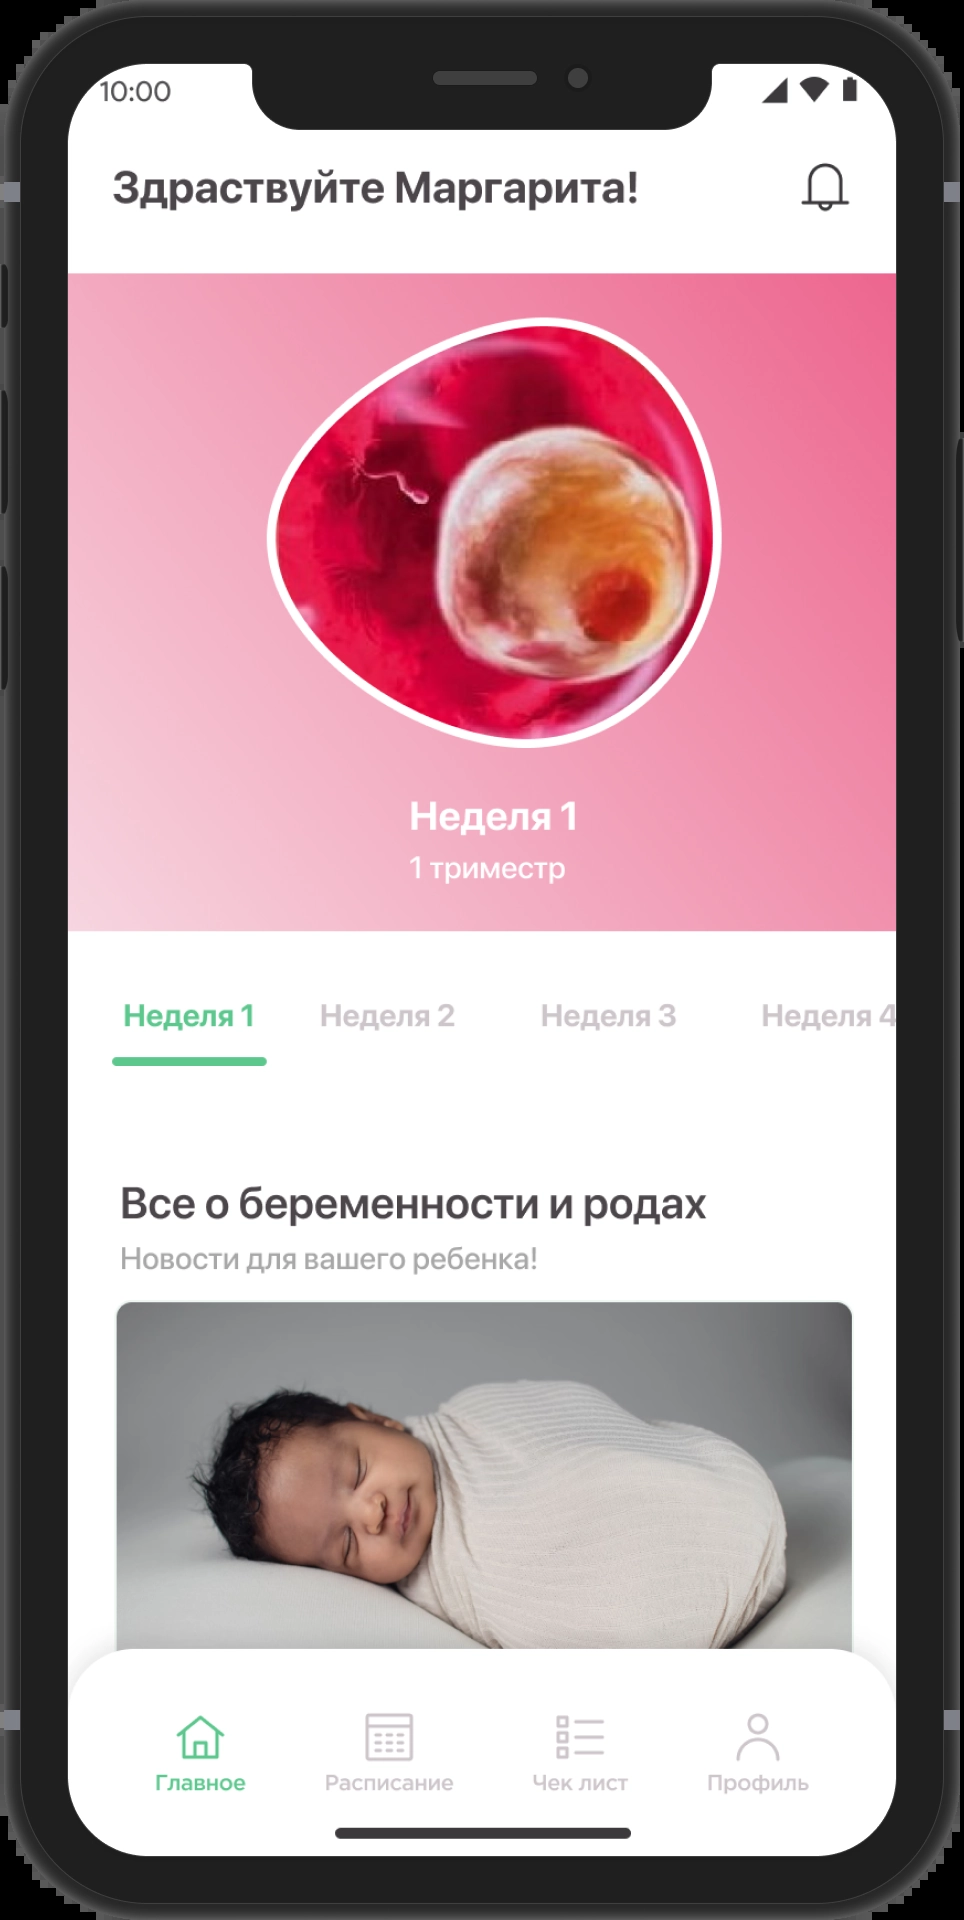 10:00
Здраствуйте Маргарита!
Неделя 1
1 триместр
Неделя 1 Неделя 2 Неделя 3 Неделя 4
Все о беременности и родах
Новости для вашего ребенка!
Главное Расписание Чек лист Профиль